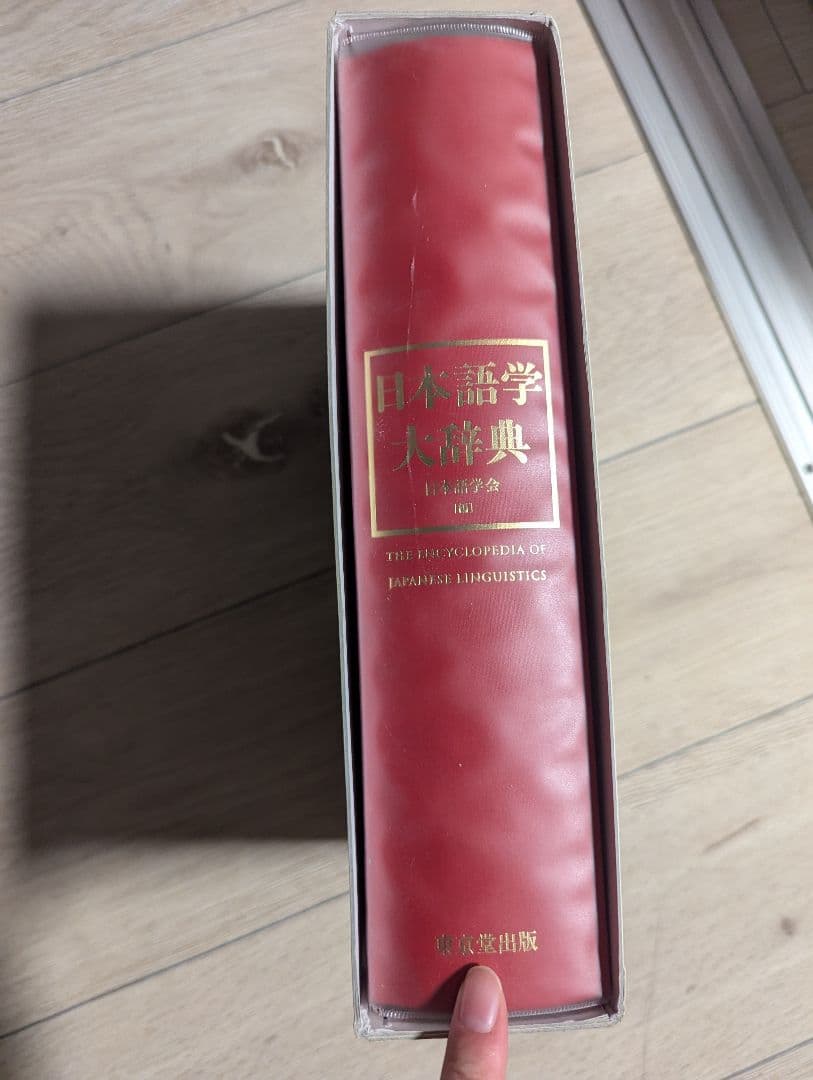 日本語学
大辞典
日本語学会
[編]
THE ENCYCLOPEDIA OF
JAPANESE LINGUISTICS
東京堂出版